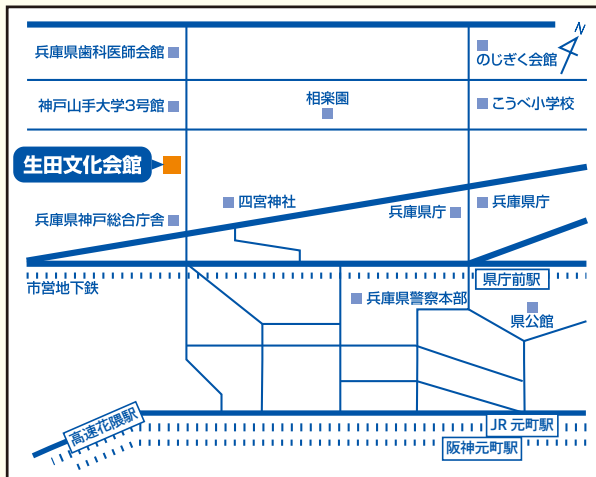 N
兵庫県歯科医師会館
のじぎく会館
神戸山手大学3号館
相楽園
こうべ小学校
生田文化会館
四宮神社
兵庫県庁
兵庫県庁
兵庫県神戸総合庁舎
県庁前駅
市営地下鉄
兵庫県警察本部
県公館
高速花隈駅
JR 元町駅
阪神元町駅